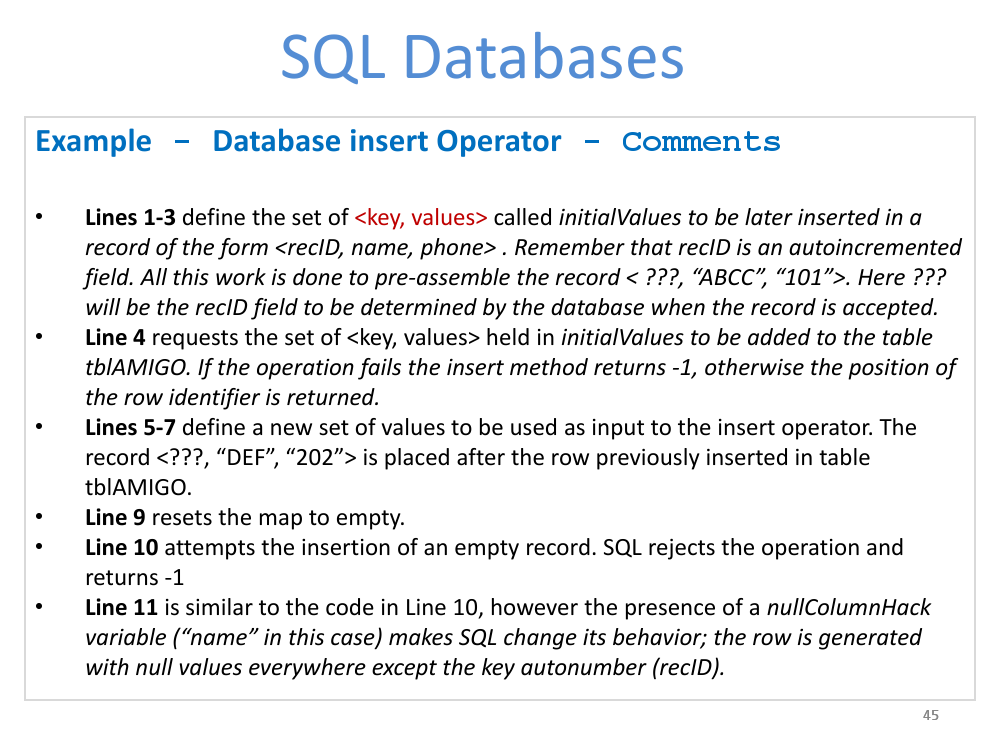 SQL Databases
Example – Database insert Operator – Comments
• Lines 1-3 define the set of <key, values> called initialValues to be later inserted in a
record of the form <recID, name, phone> . Remember that recID is an autoincremented
field. All this work is done to pre-assemble the record < ???, “ABCC”, “101”>. Here ???
will be the recID field to be determined by the database when the record is accepted.
• Line 4 requests the set of <key, values> held in initialValues to be added to the table
tblAMIGO. If the operation fails the insert method returns -1, otherwise the position of
the row identifier is returned.
• Lines 5-7 define a new set of values to be used as input to the insert operator. The
record <???, “DEF”, “202”> is placed after the row previously inserted in table
tblAMIGO.
• Line 9 resets the map to empty.
• Line 10 attempts the insertion of an empty record. SQL rejects the operation and
returns -1
• Line 11 is similar to the code in Line 10, however the presence of a nullColumnHack
variable (“name” in this case) makes SQL change its behavior; the row is generated
with null values everywhere except the key autonumber (recID).
45